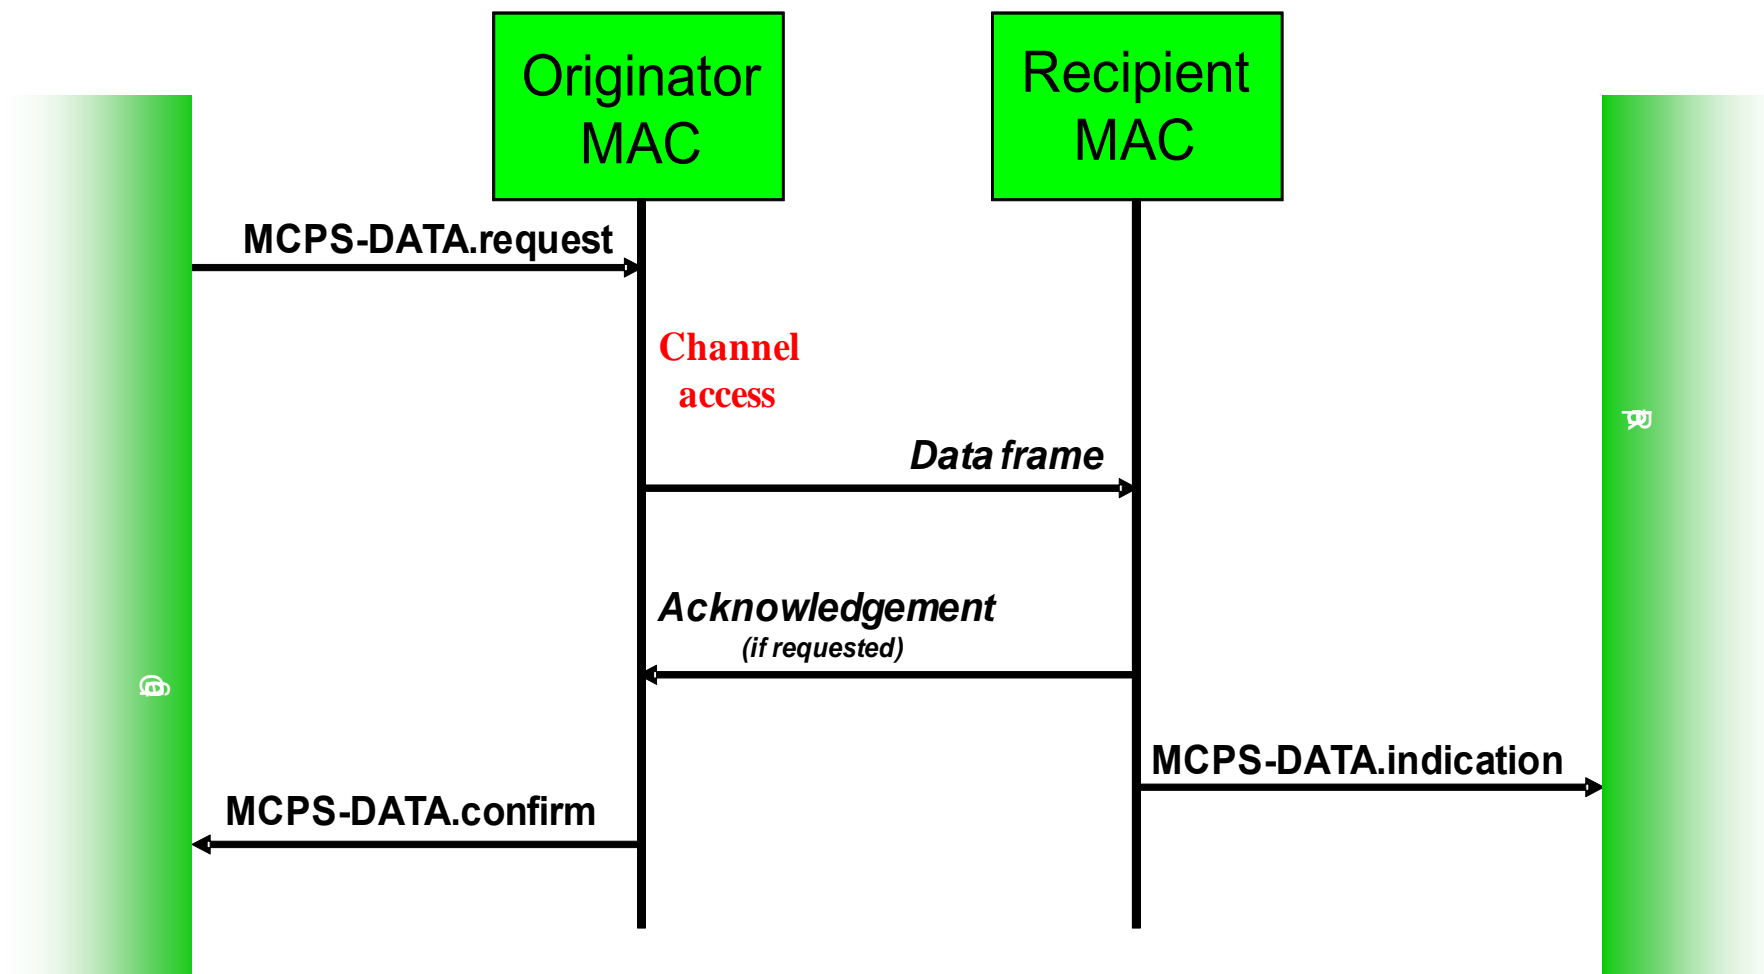 Originator
MAC
Recipient
MAC
MCPS-DATA.request
Channel
access
Data frame
Acknowledgement
(if requested)
MCPS-DATA.indication
MCPS-DATA.confirm